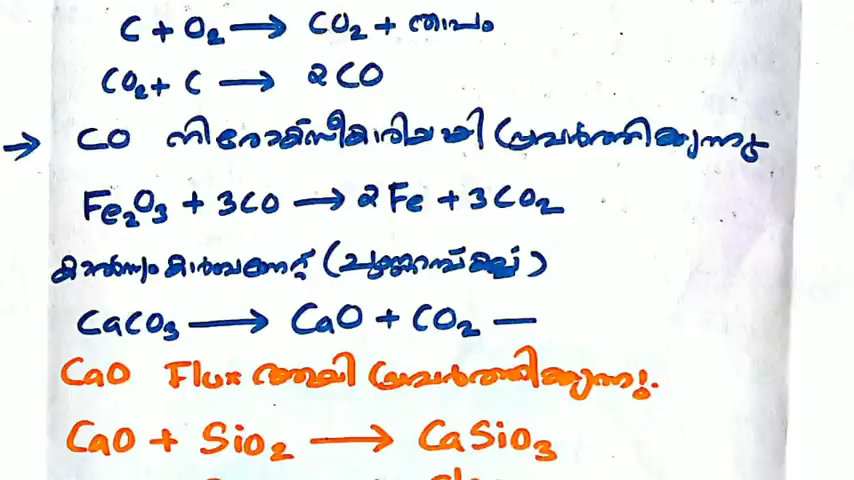 C + O₂ → CO₂ + താപം
CO₂ + C → 2CO
→ CO നിരോക്സീകാരിയായി പ്രവർത്തിക്കുന്നു
Fe₂O₃ + 3CO → 2Fe + 3CO₂
കാൽസ്യം കാർബണേറ്റ് (ചുണ്ണാമ്പ് കല്ല്)
CaCO₃ → CaO + CO₂ —
CaO Flux ആയി പ്രവർത്തിക്കുന്നു.
CaO + SiO₂ → CaSiO₃